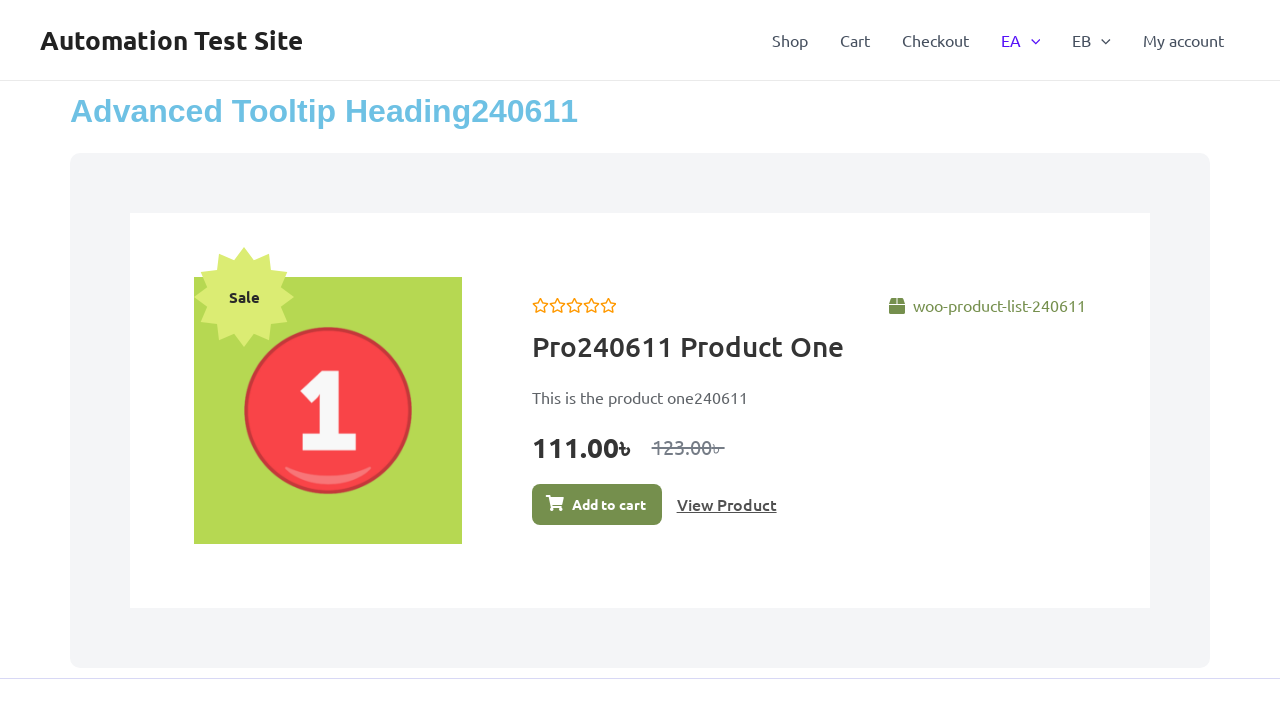 Automation Test Site
Shop
Cart
Checkout
EA
EB
My account
Advanced Tooltip Heading240611
Sale
1
woo-product-list-240611
Pro240611 Product One
This is the product one240611
111.00৳ 123.00৳
Add to cart
View Product